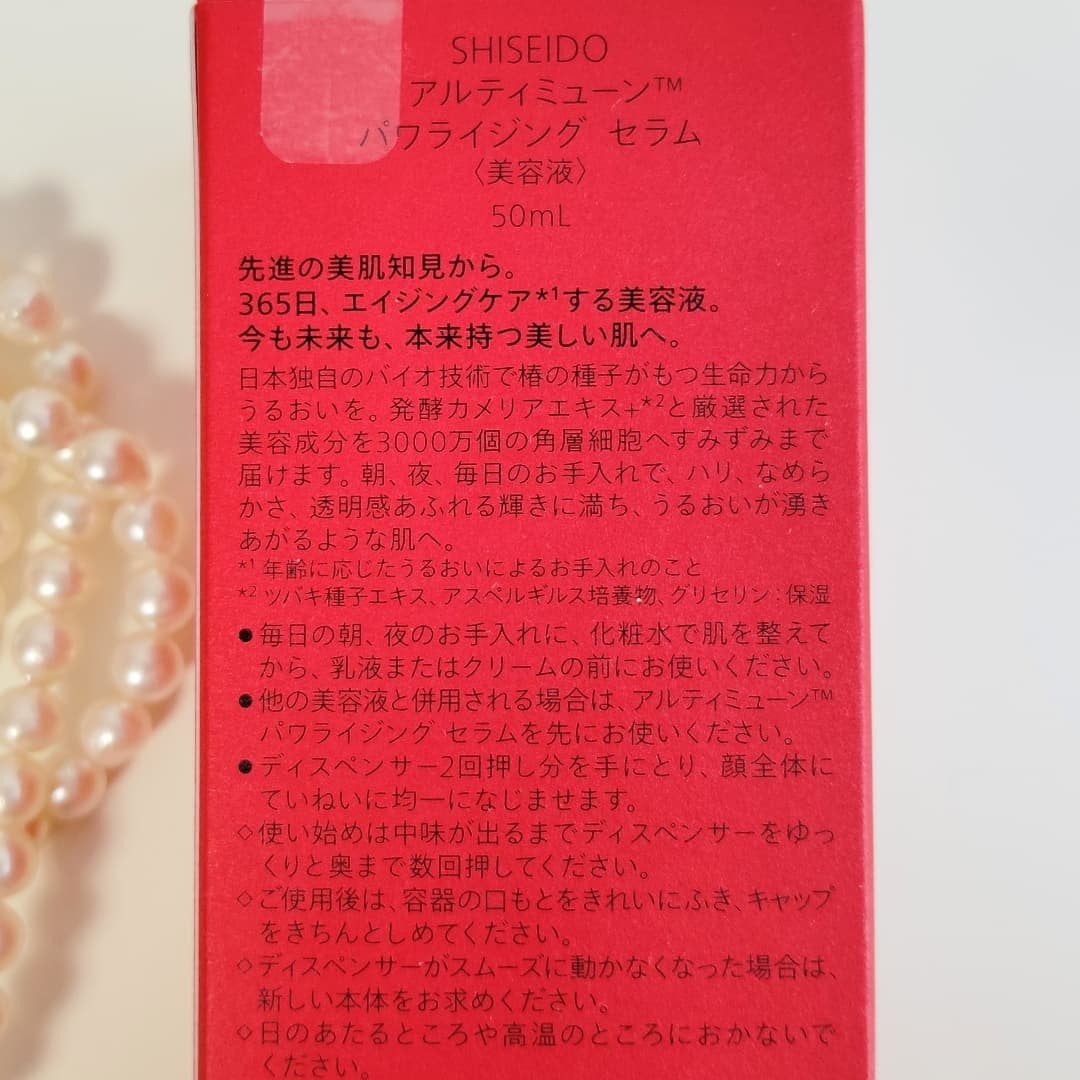 SHISEIDO
アルティミューン™
パワライジング セラム
〈美容液〉
50mL
先進の美肌知見から。
365日、エイジングケア*1する美容液。
今も未来も、本来持つ美しい肌へ。
日本独自のバイオ技術で椿の種子がもつ生命力から
うるおいを。発酵カメリアエキス+*2と厳選された
美容成分を3000万個の角層細胞へすみずみまで
届けます。朝、夜、毎日のお手入れで、ハリ、なめら
かさ、透明感あふれる輝きに満ち、うるおいが湧き
あがるような肌へ。
*1 年齢に応じたうるおいによるお手入れのこと
*2 ツバキ種子エキス、アスペルギルス培養物、グリセリン：保湿
●毎日の朝、夜のお手入れに、化粧水で肌を整えて
から、乳液またはクリームの前にお使いください。
●他の美容液と併用される場合は、アルティミューン™
パワライジング セラムを先にお使いください。
●ディスペンサー2回押し分を手にとり、顔全体に
ていねいに均一になじませます。
◇使い始めは中味が出るまでディスペンサーをゆっ
くりと奥まで数回押してください。
◇ご使用後は、容器の口もとをきれいにふき、キャップ
をきちんとしめてください。
◇ディスペンサーがスムーズに動かなくなった場合は、
新しい本体をお求めください。
◇日のあたるところや高温のところにおかないで
ください。